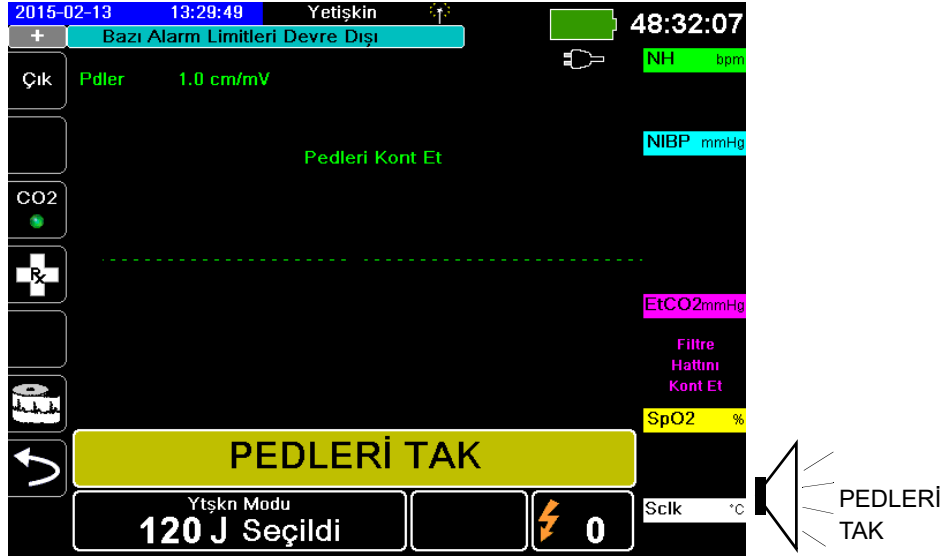 2015-02-13 13:29:49 Yetişkin 48:32:07
+ Bazı Alarm Limitleri Devre Dışı
NH bpm
Çık Pdler 1.0 cm/mV
NIBP mmHg
Pedleri Kont Et
CO2
Rx
EtCO2 mmHg
Filtre
Hattını
Kont Et
SpO2 %
PEDLERİ TAK
Ytşkn Modu
120 J Seçildi
0
Sclk °C
PEDLERİ
TAK